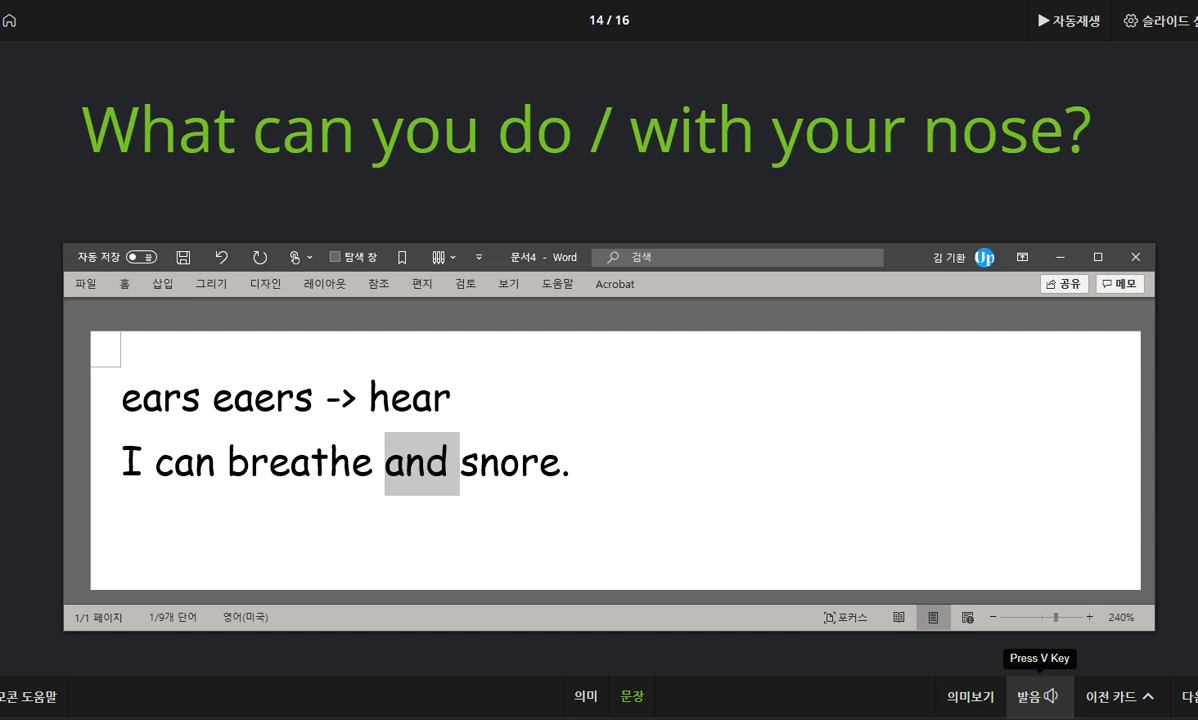 14 / 16
자동재생
슬라이드
What can you do / with your nose?
자동 저장 끔
탐색 창
문서4 - Word
검색
김 기환
Up
파일 홈 삽입 그리기 디자인 레이아웃 참조 편지 검토 보기 도움말 Acrobat
공유
메모
ears eaers -> hear
I can breathe and snore.
1/1 페이지 1/9개 단어 영어(미국)
포커스
− + 240%
Press V Key
도움말
의미 문장
의미보기 발음 이전 카드